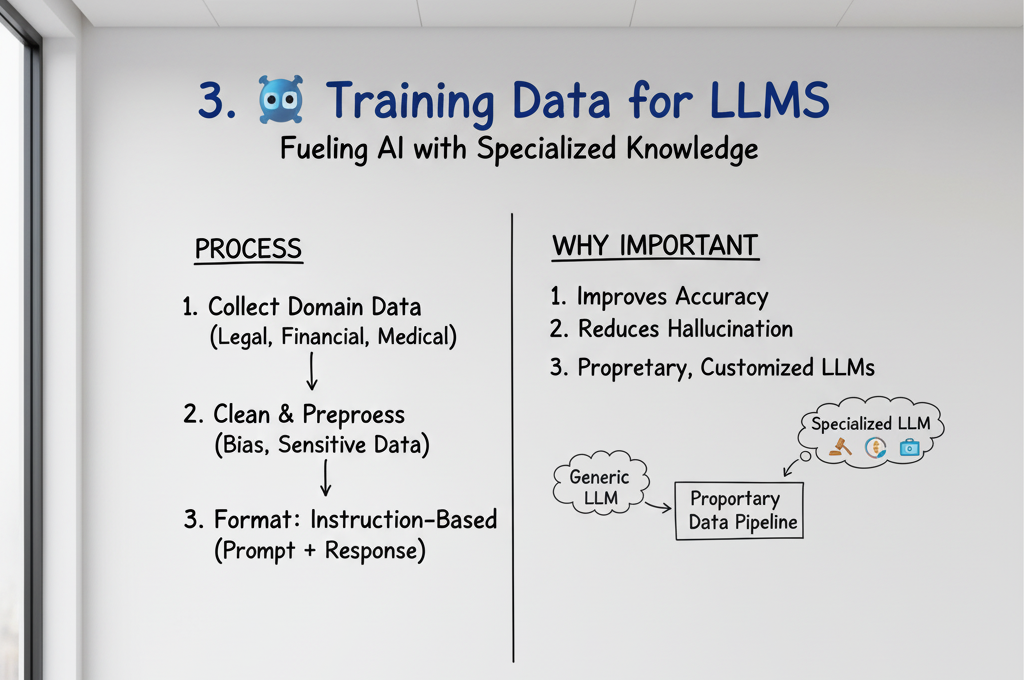 3. Training Data for LLMS
Fueling AI with Specialized Knowledge
PROCESS
1. Collect Domain Data
(Legal, Financial, Medical)
2. Clean & Preproess
(Bias, Sensitive Data)
3. Format: Instruction-Based
(Prompt + Response)
WHY IMPORTANT
1. Improves Accuracy
2. Reduces Hallucination
3. Propretary, Customized LLMs
Specialized LLM
Generic
LLM
Proportary
Data Pipeline